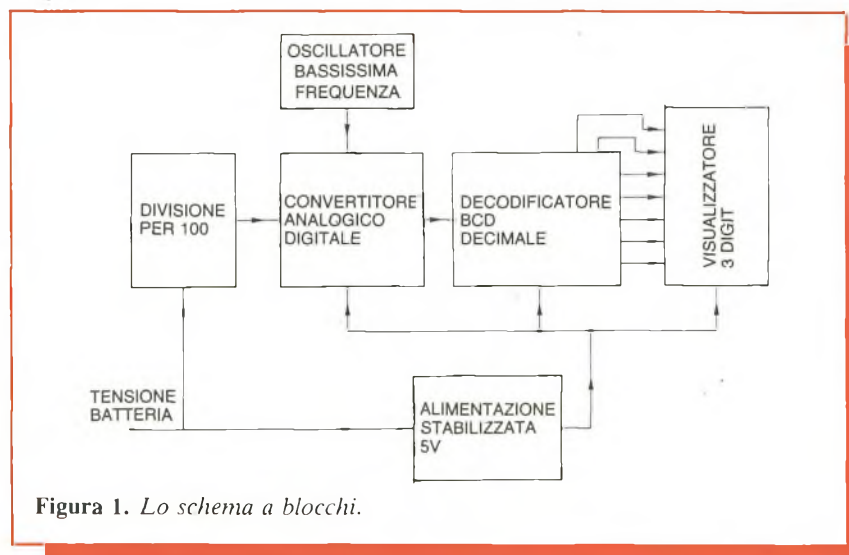 OSCILLATORE
BASSISSIMA
FREQUENZA
DIVISIONE
PER 100
CONVERTITORE
ANALOGICO
DIGITALE
DECODIFICATORE
BCD
DECIMALE
VISUALIZZATORE
3 DIGIT
TENSIONE
BATTERIA
ALIMENTAZIONE
STABILIZZATA
5V
Figura 1. Lo schema a blocchi.